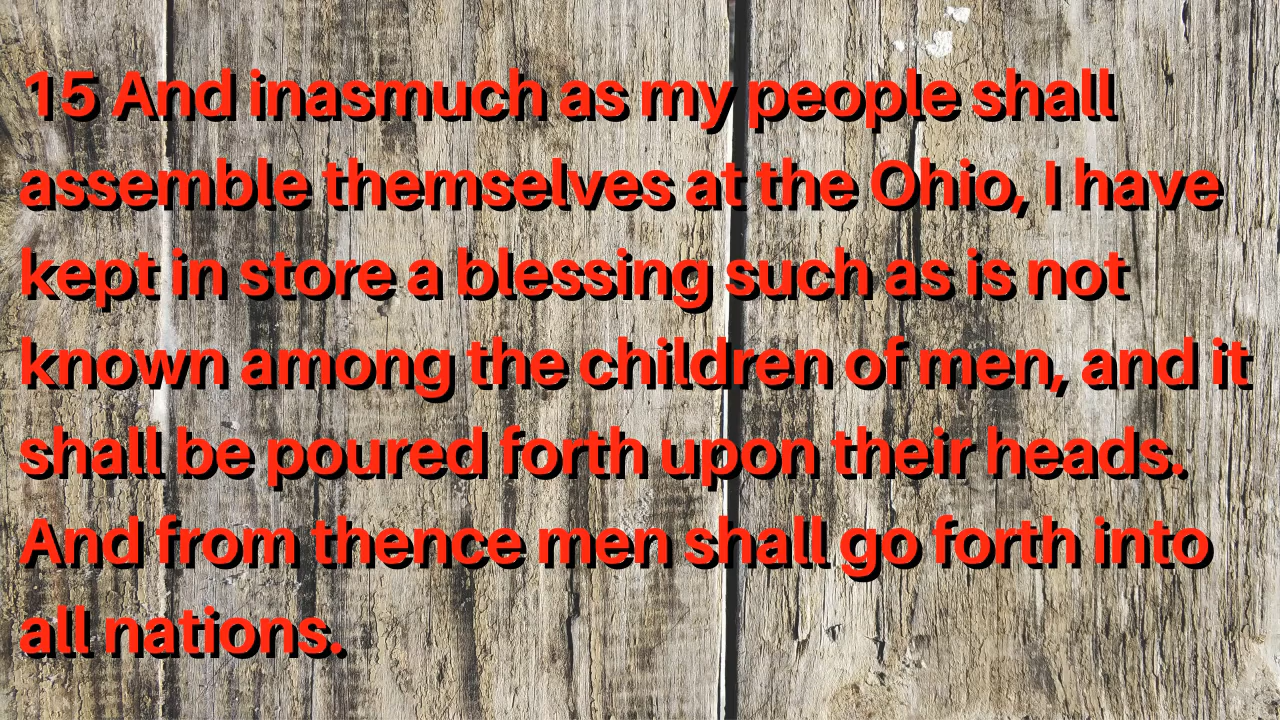 15 And inasmuch as my people shall
assemble themselves at the Ohio, I have
kept in store a blessing such as is not
known among the children of men, and it
shall be poured forth upon their heads.
And from thence men shall go forth into
all nations.